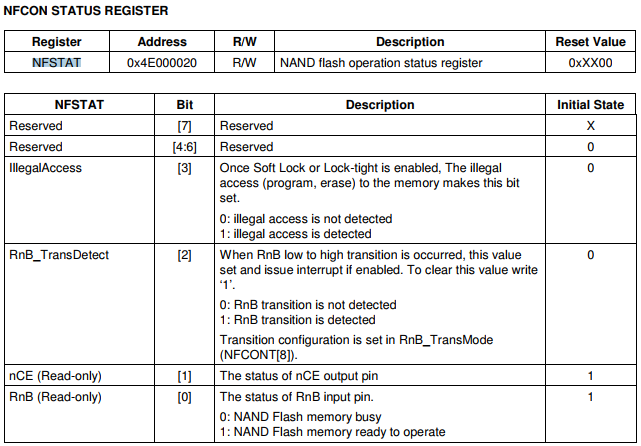 NFCON STATUS REGISTER
Register Address R/W Description Reset Value
NFSTAT 0x4E000020 R/W NAND flash operation status register 0xXX00
NFSTAT Bit Description Initial State
Reserved [7] Reserved X
Reserved [4:6] Reserved 0
IllegalAccess [3] Once Soft Lock or Lock-tight is enabled, The illegal 0
access (program, erase) to the memory makes this bit
set.
0: illegal access is not detected
1: illegal access is detected
RnB_TransDetect [2] When RnB low to high transition is occurred, this value 0
set and issue interrupt if enabled. To clear this value write
‘1’.
0: RnB transition is not detected
1: RnB transition is detected
Transition configuration is set in RnB_TransMode
(NFCONT[8]).
nCE (Read-only) [1] The status of nCE output pin 1
RnB (Read-only) [0] The status of RnB input pin. 1
0: NAND Flash memory busy
1: NAND Flash memory ready to operate